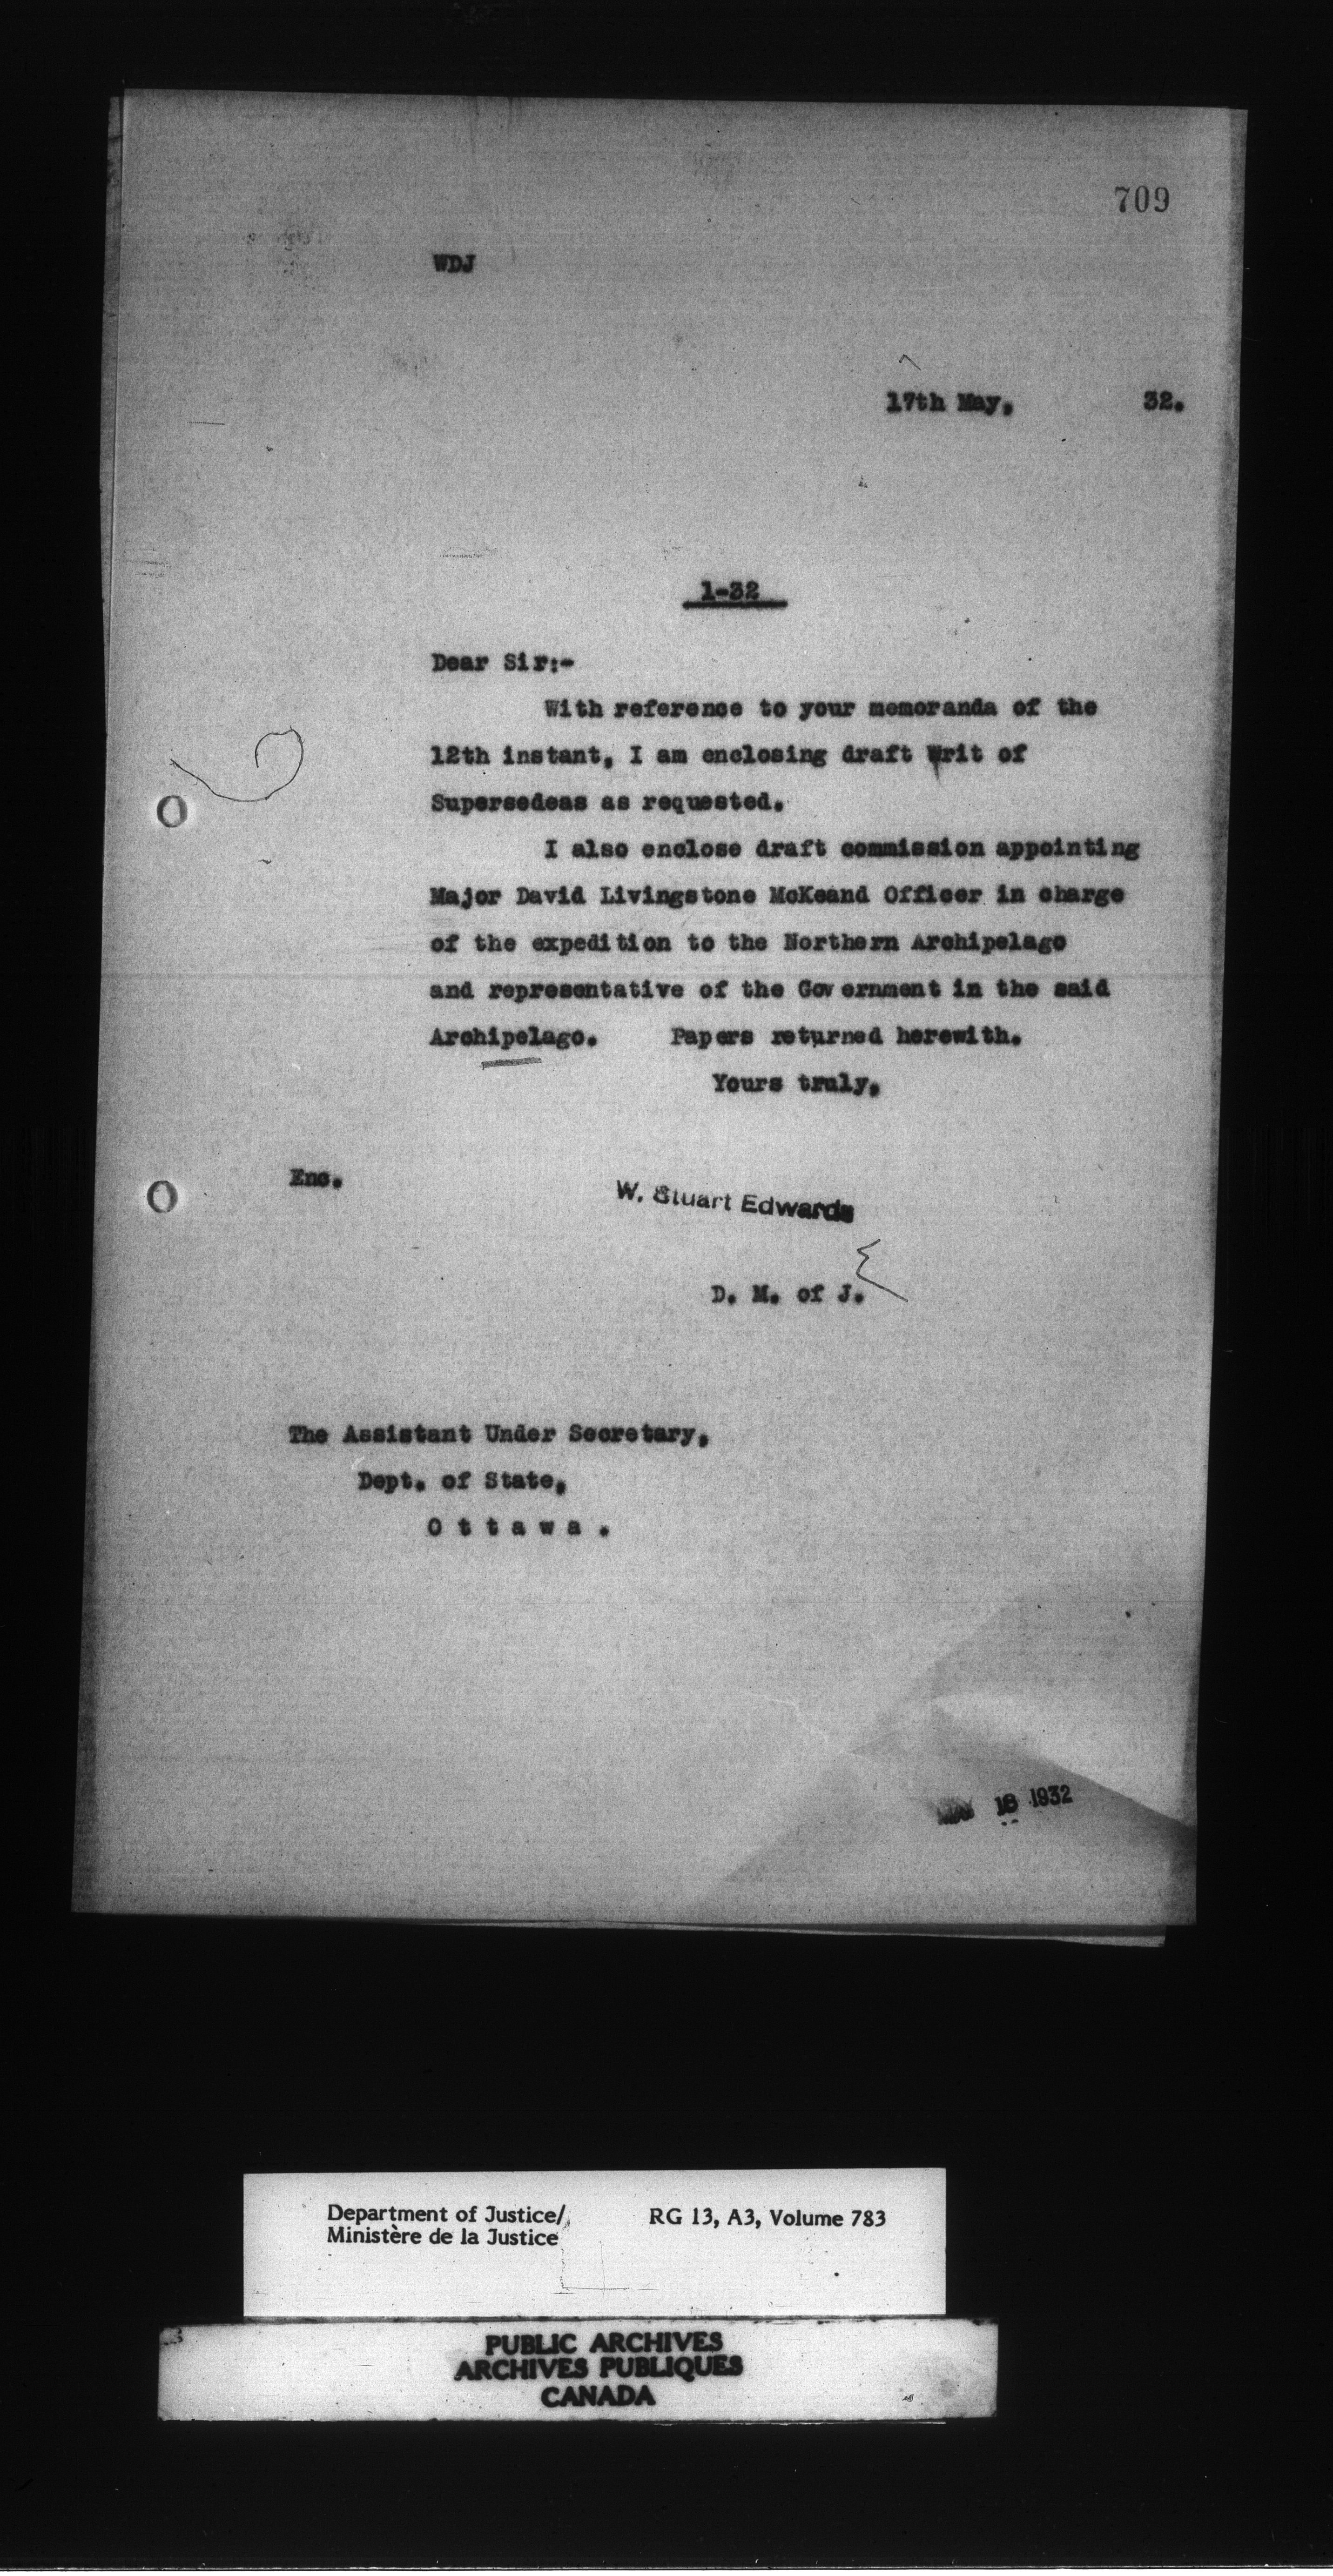 709
WDJ
17th May, 32.
1-32
Dear Sir:-
With reference to your memoranda of the
12th instant, I am enclosing draft Writ of
Supersedeas as requested.
I also enclose draft commission appointing
Major David Livingstone McKeand Officer in charge
of the expedition to the Northern Archipelago
and representative of the Government in the said
Archipelago. Papers returned herewith.
Yours truly,
Enc.
W. Stuart Edwards
D. M. of J.
The Assistant Under Secretary,
Dept. of State,
O t t a w a .
MAY 18 1932
Department of Justice/ RG 13, A3, Volume 783
Ministère de la Justice
PUBLIC ARCHIVES
ARCHIVES PUBLIQUES
CANADA